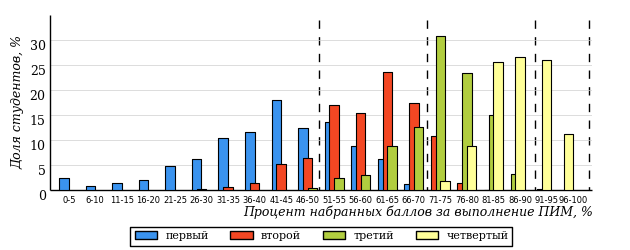 Доля студентов, %
30
25
20
15
10
5
0
0-5 6-10 11-15 16-20 21-25 26-30 31-35 36-40 41-45 46-50 51-55 56-60 61-65 66-70 71-75 76-80 81-85 86-90 91-95 96-100
Процент набранных баллов за выполнение ПИМ, %
первый второй третий четвертый